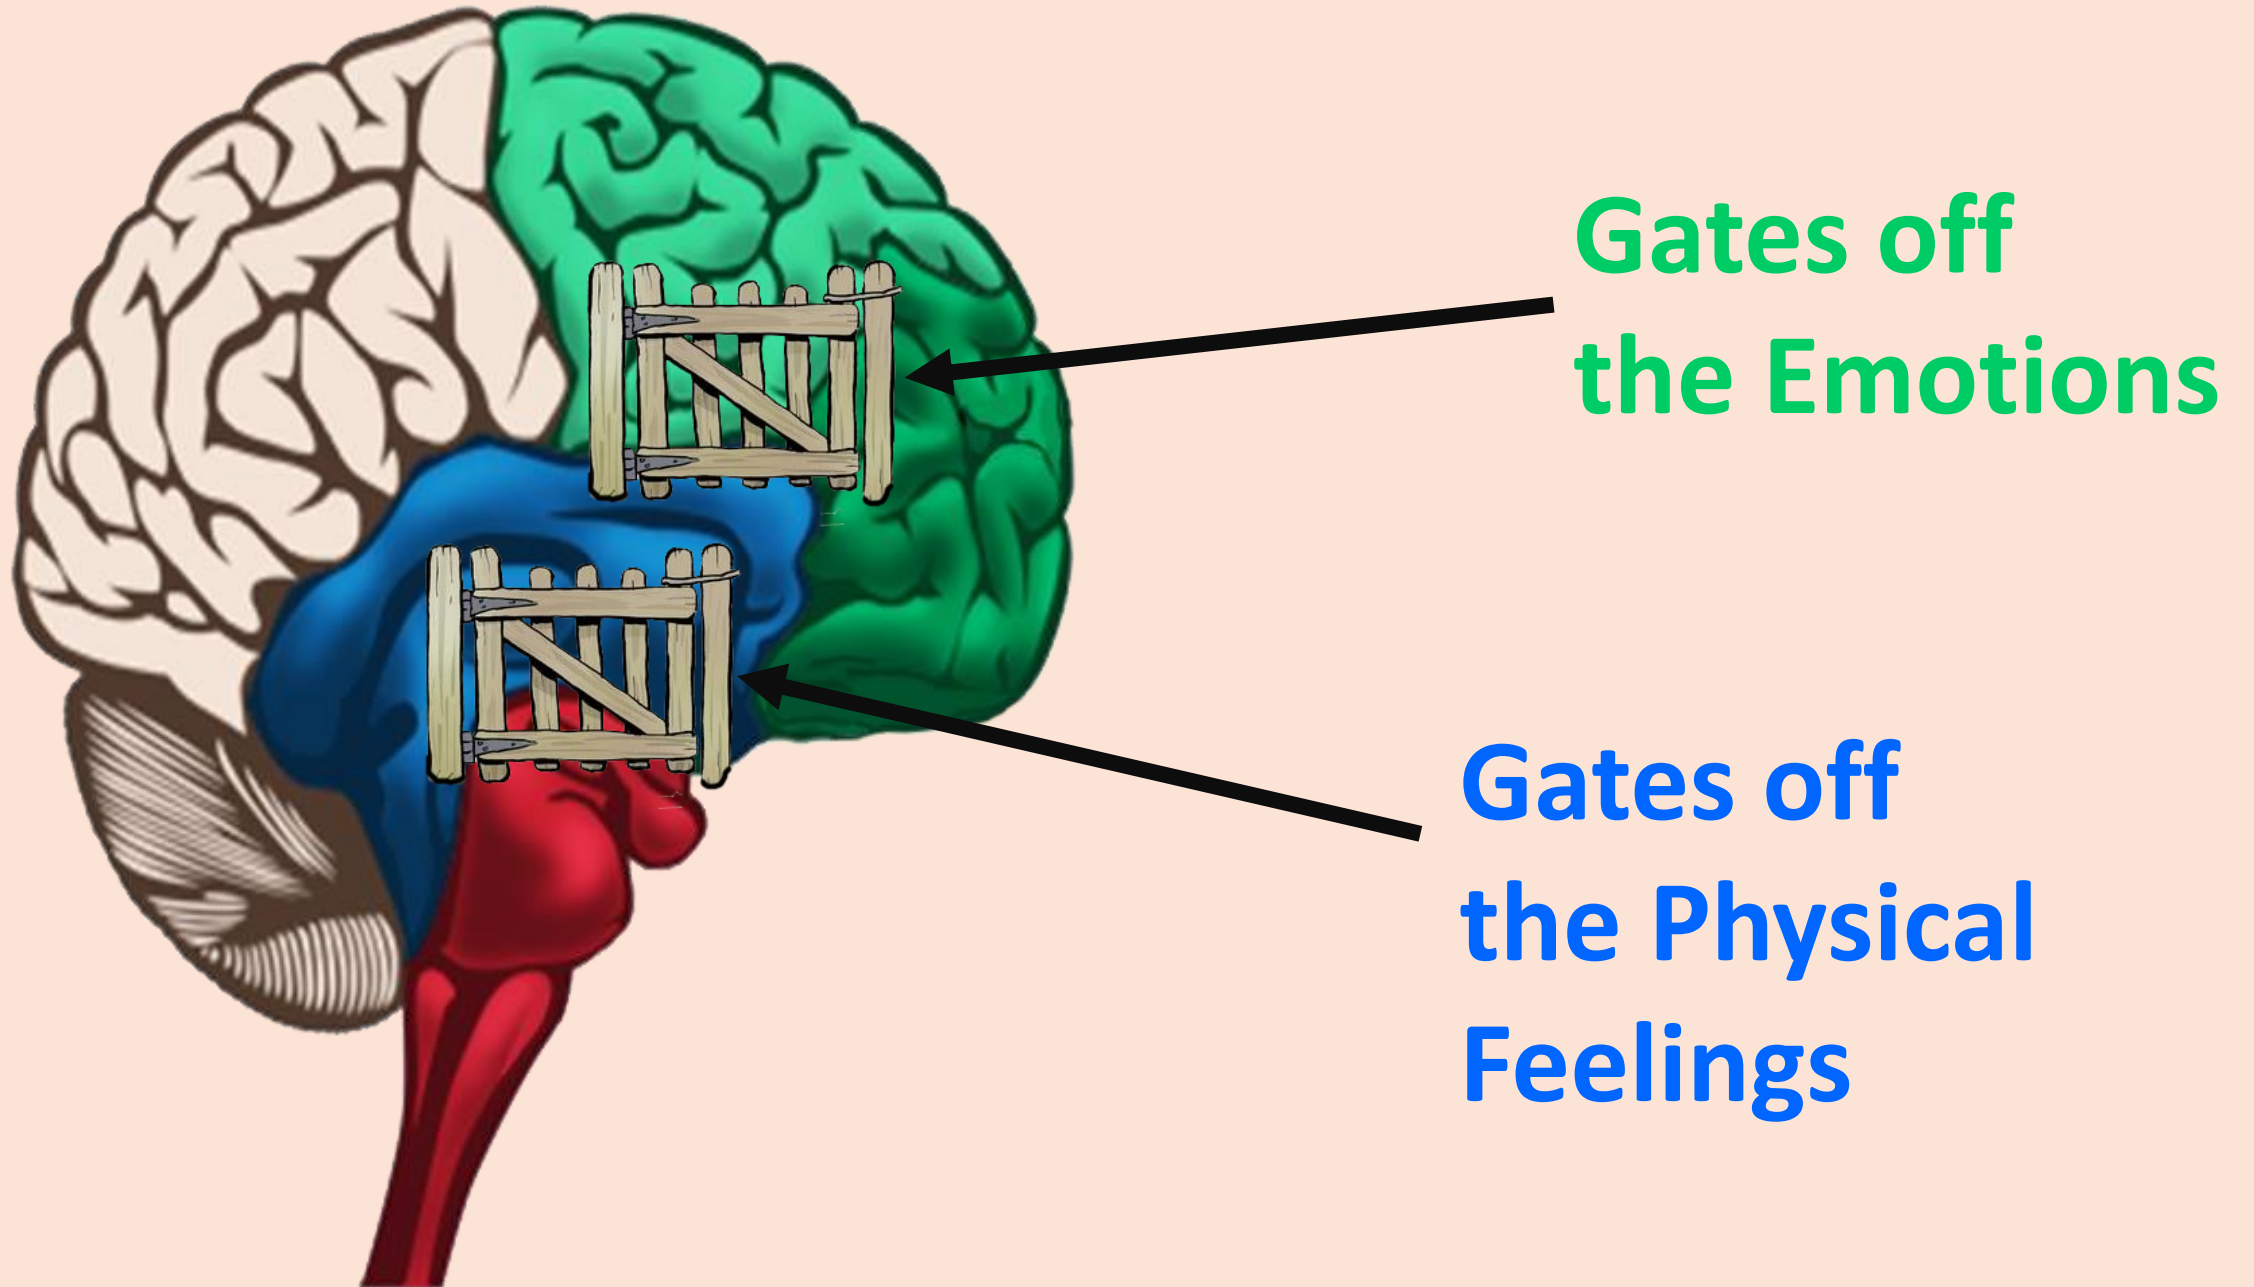 Gates off
the Emotions
Gates off
the Physical
Feelings